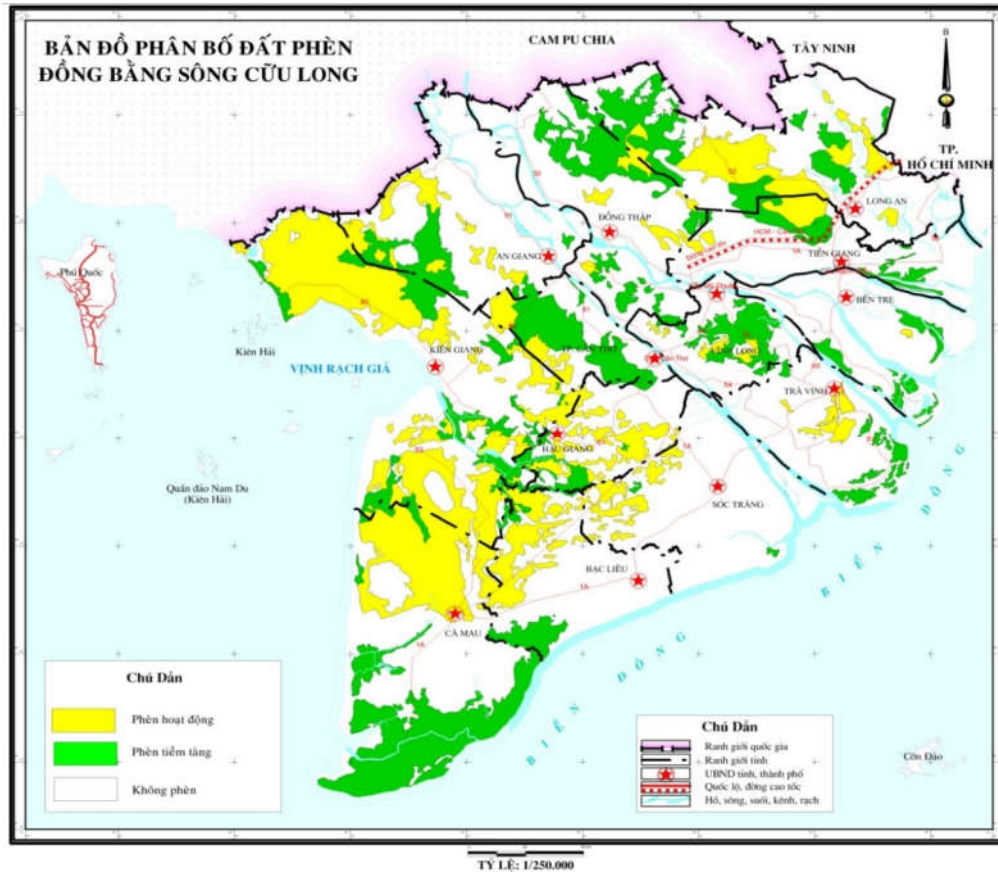 BẢN ĐỒ PHÂN BỐ ĐẤT PHÈN
ĐỒNG BẰNG SÔNG CỬU LONG
CAM PU CHIA
TÂY NINH
B
TP.
HỒ CHÍ MINH
LONG AN
ĐỒNG THÁP
TIỀN GIANG
AN GIANG
BẾN TRE
Phú Quốc
Kiên Hải
VỊNH RẠCH GIÁ
KIÊN GIANG
TP. CẦN THƠ
VĨNH LONG
TRÀ VINH
HẬU GIANG
Quần đảo Nam Du
(Kiên Hải)
SÓC TRĂNG
BẠC LIÊU
CÀ MAU
BIỂN ĐÔNG
BIỂN ĐÔNG
Côn Đảo
Chú Dẫn
Phèn hoạt động
Phèn tiềm tàng
Không phèn
Chú Dẫn
Ranh giới quốc gia
Ranh giới tỉnh
UBND tỉnh, thành phố
Quốc lộ, đờng cao tốc
Hồ, sông, suối, kênh, rạch
TỶ LỆ: 1/250.000